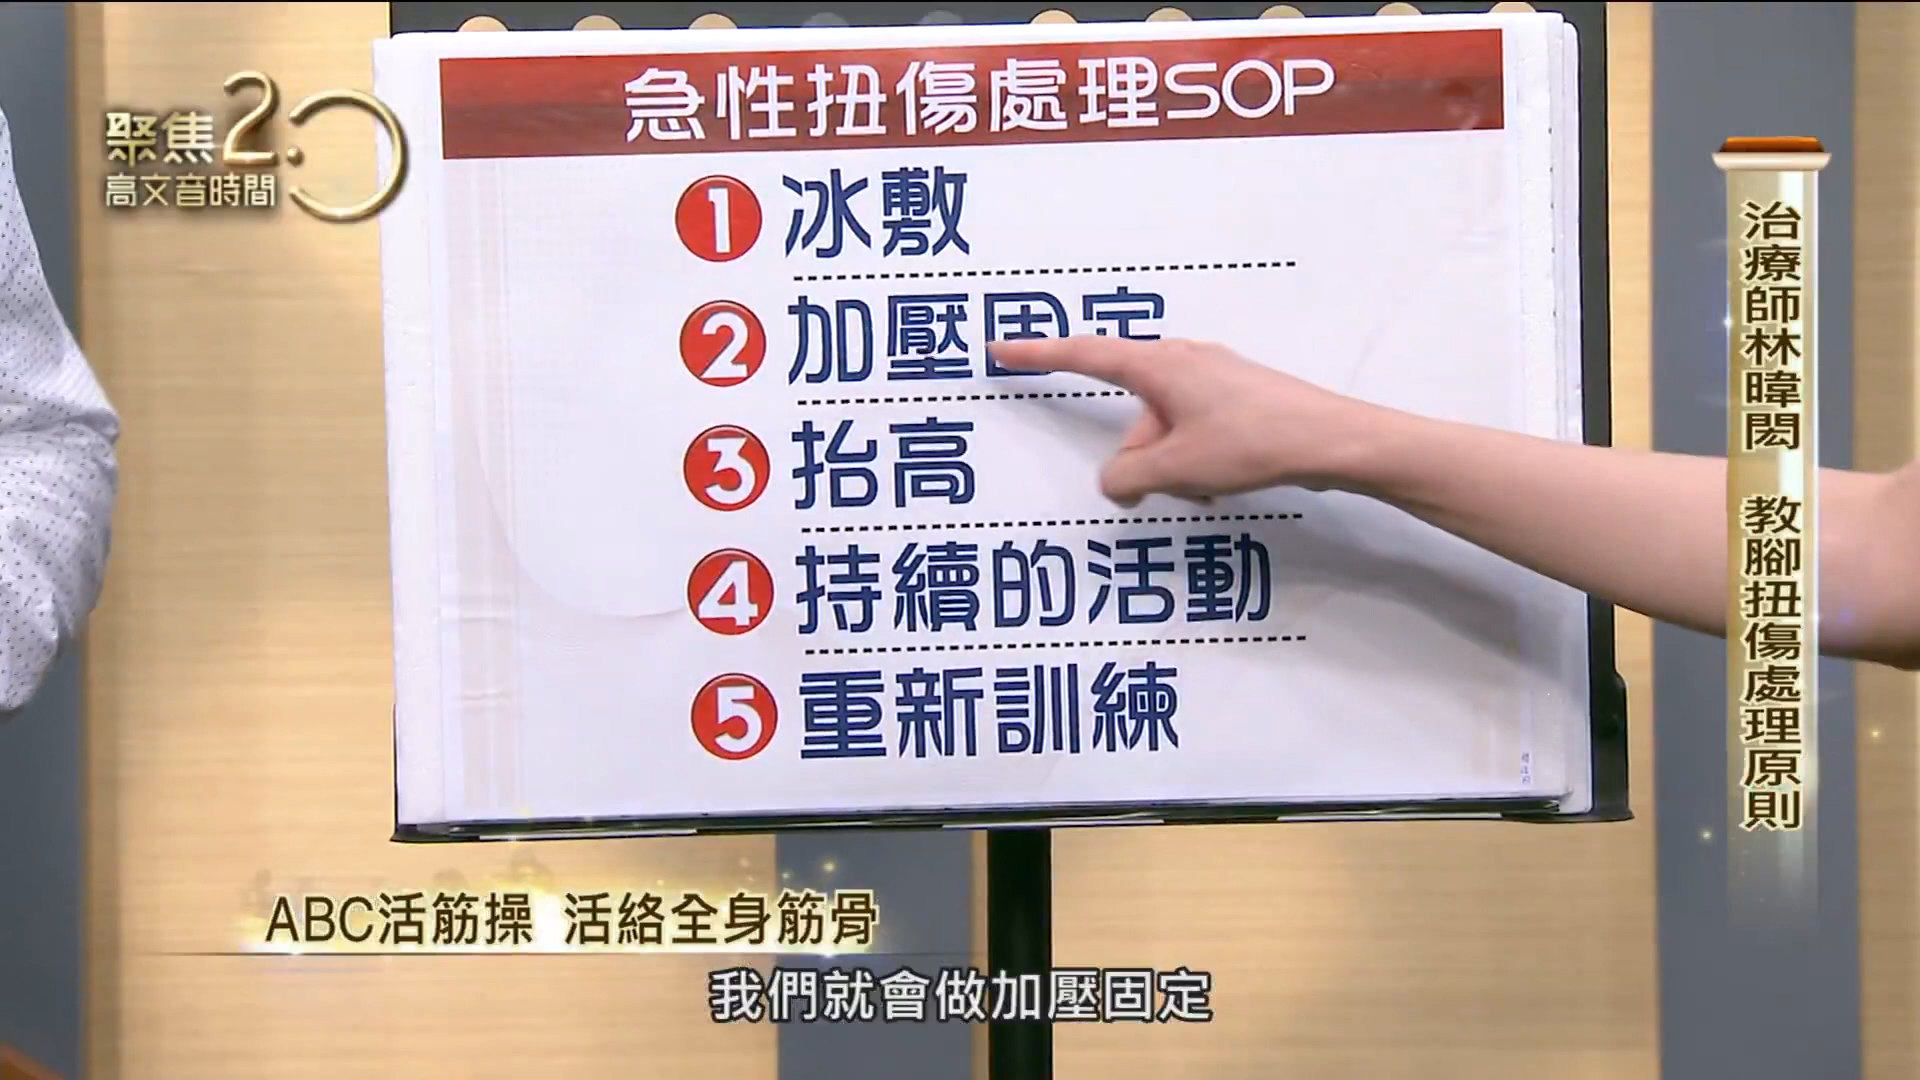 聚焦2.0
高文音時間
急性扭傷處理SOP
1 冰敷
2 加壓固定
3 抬高
4 持續的活動
5 重新訓練
治療師林暐閎 教腳扭傷處理原則
ABC活筋操 活絡全身筋骨
我們就會做加壓固定